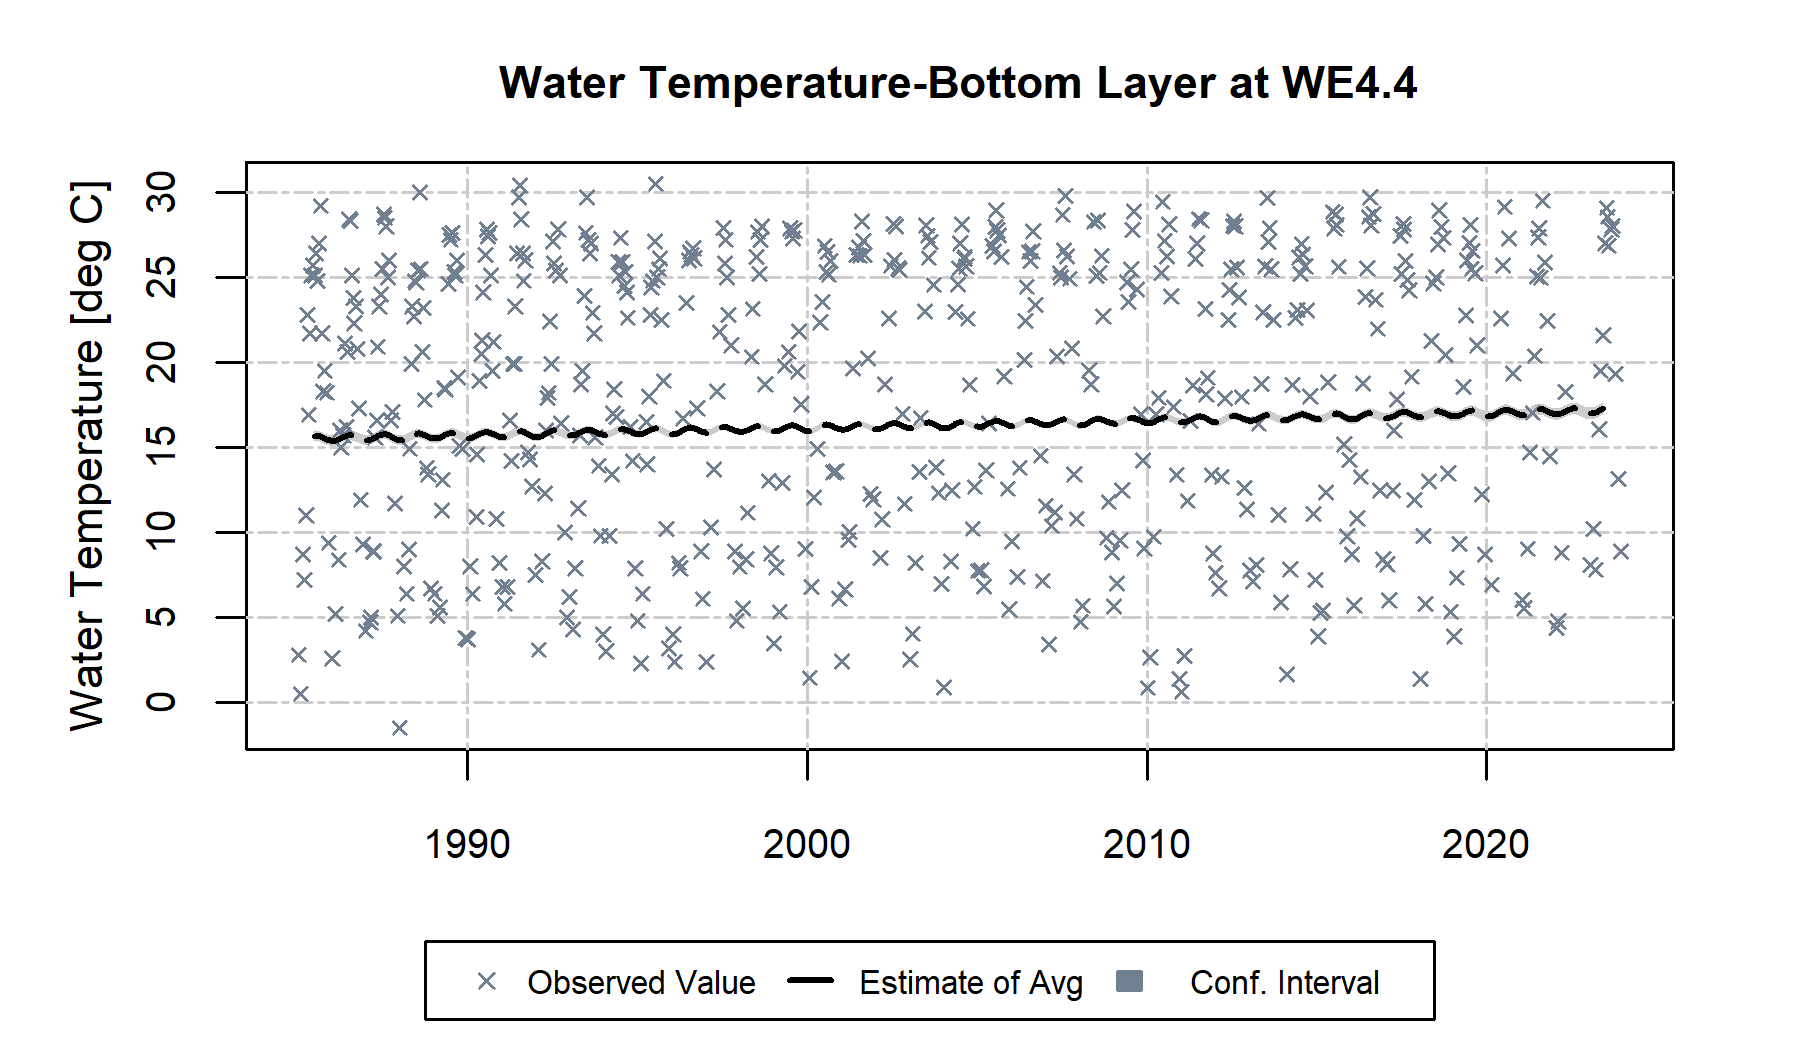 Water Temperature-Bottom Layer at WE4.4
Water Temperature [deg C]
30
25
20
15
10
5
0
1990 2000 2010 2020
Observed Value Estimate of Avg Conf. Interval